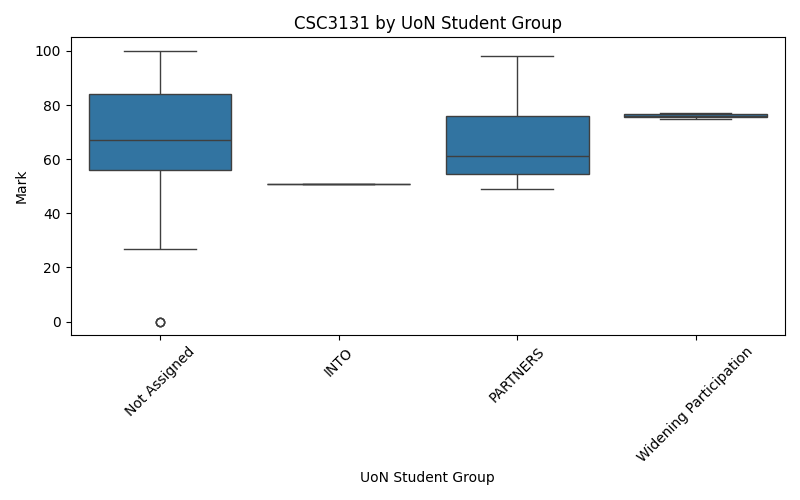 CSC3131 by UoN Student Group
Mark
100
80
60
40
20
0
Not Assigned
INTO
PARTNERS
Widening Participation
UoN Student Group